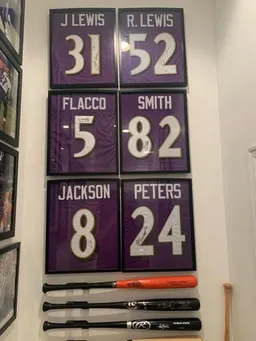 J LEWIS
31
R. LEWIS
52
FLACCO
5
SMITH
82
JACKSON
8
PETERS
24